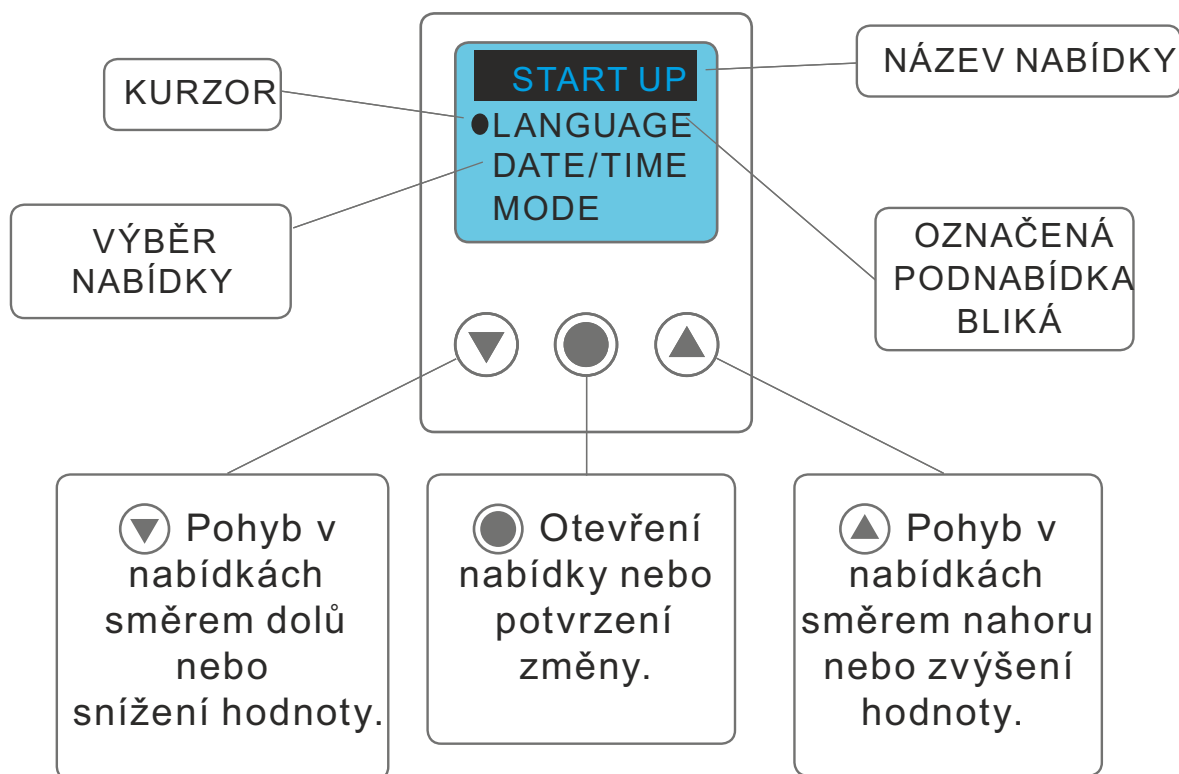 START UP
LANGUAGE
DATE/TIME
MODE
KURZOR
NÁZEV NABÍDKY
VÝBĚR
NABÍDKY
OZNAČENÁ
PODNABÍDKA
BLIKÁ
Pohyb v
nabídkách
směrem dolů
nebo
snížení hodnoty.
Otevření
nabídky nebo
potvrzení
změny.
Pohyb v
nabídkách
směrem nahoru
nebo zvýšení
hodnoty.